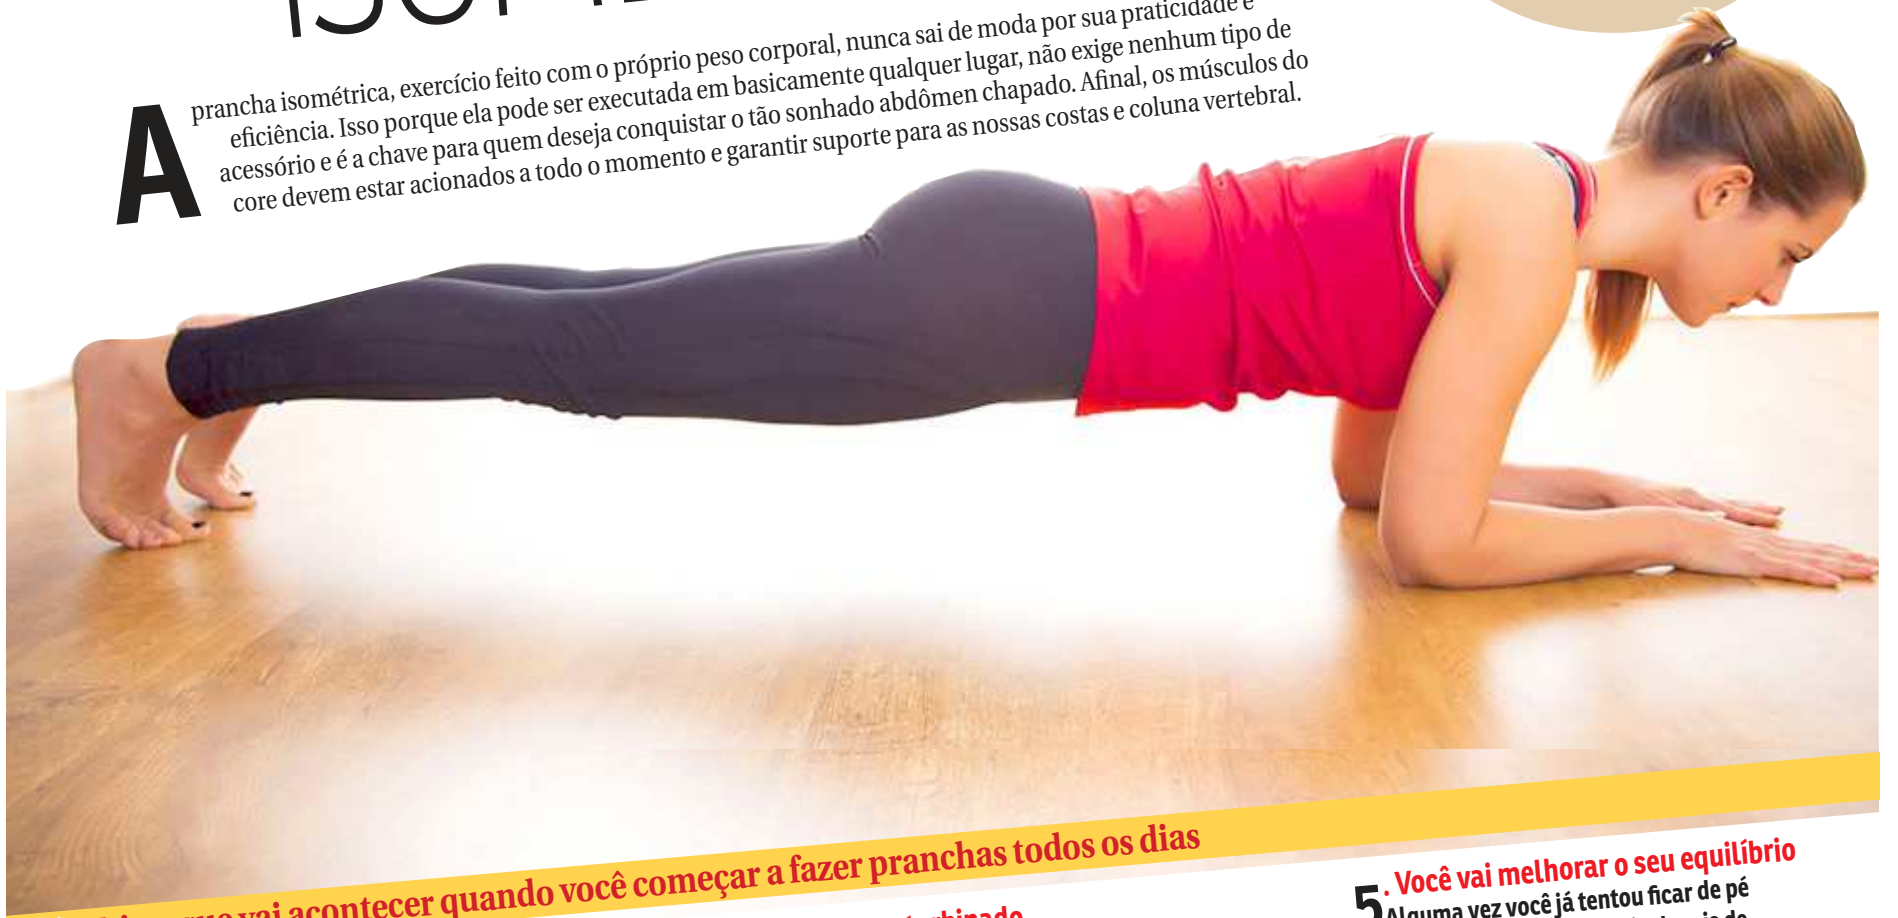 A prancha isométrica, exercício feito com o próprio peso corporal, nunca sai de moda por sua praticidade e
eficiência. Isso porque ela pode ser executada em basicamente qualquer lugar, não exige nenhum tipo de
acessório e é a chave para quem deseja conquistar o tão sonhado abdômen chapado. Afinal, os músculos do
core devem estar acionados a todo o momento e garantir suporte para as nossas costas e coluna vertebral.
vai acontecer quando você começar a fazer pranchas todos os dias
5. Você vai melhorar o seu equilíbrio
Alguma vez você já tentou ficar de pé